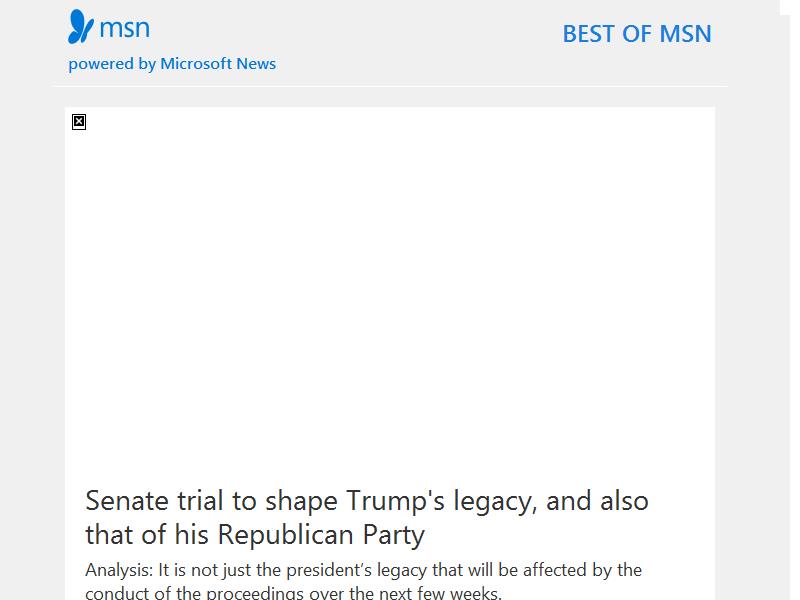 msn
BEST OF MSN
powered by Microsoft News
Senate trial to shape Trump's legacy, and also
that of his Republican Party
Analysis: It is not just the president’s legacy that will be affected by the
conduct of the proceedings over the next few weeks.